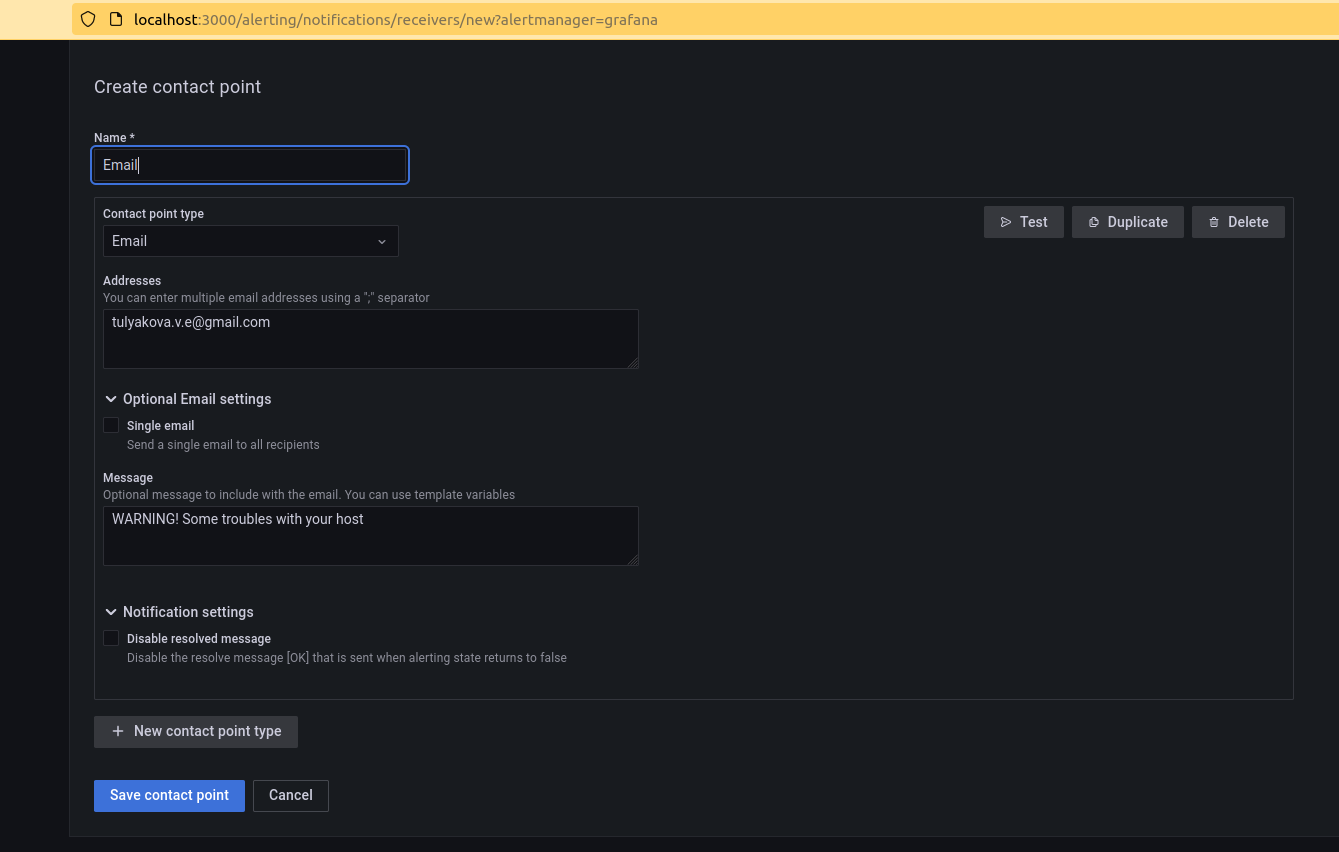 localhost:3000/alerting/notifications/receivers/new?alertmanager=grafana
Create contact point
Name *
Email
Contact point type
Test
Duplicate
Delete
Email
Addresses
You can enter multiple email addresses using a ";" separator
tulyakova.v.e@gmail.com
Optional Email settings
Single email
Send a single email to all recipients
Message
Optional message to include with the email. You can use template variables
WARNING! Some troubles with your host
Notification settings
Disable resolved message
Disable the resolve message [OK] that is sent when alerting state returns to false
New contact point type
Save contact point
Cancel